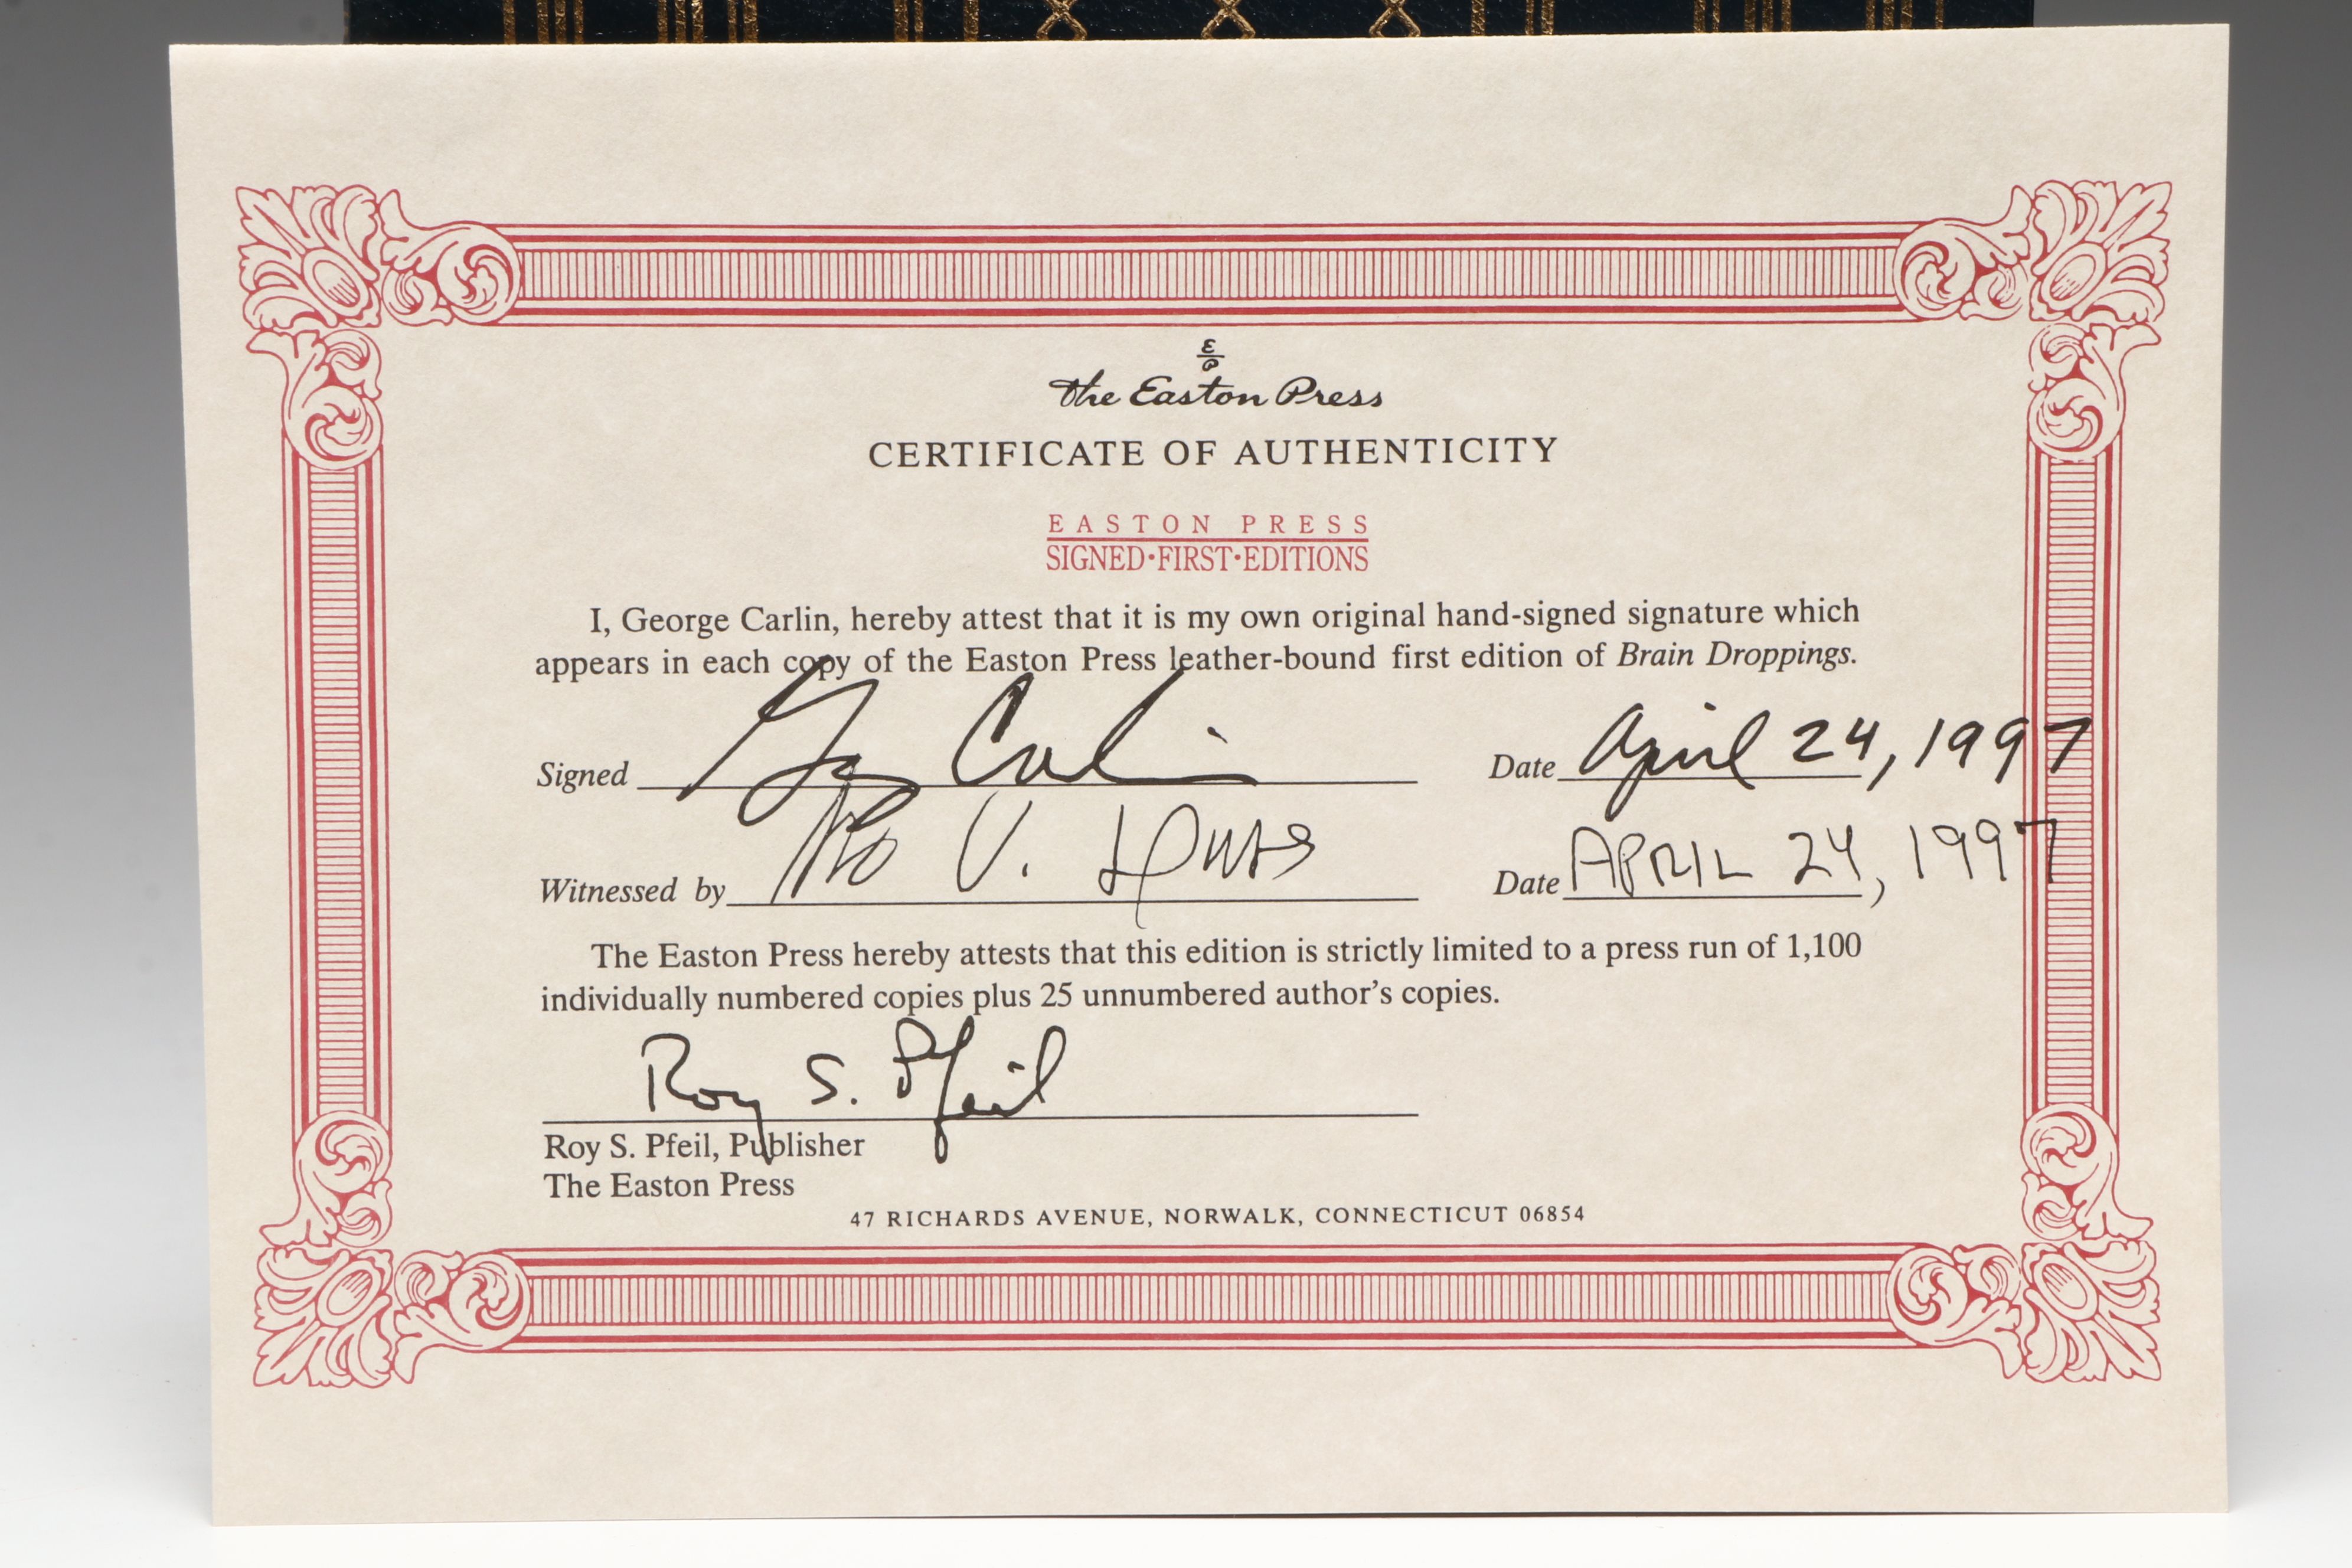 E
P
The Easton Press
CERTIFICATE OF AUTHENTICITY
EASTON PRESS
SIGNED•FIRST•EDITIONS
I, George Carlin, hereby attest that it is my own original hand-signed signature which
appears in each copy of the Easton Press leather-bound first edition of Brain Droppings.
Signed George Carlin Date April 24, 1997
Witnessed by V. Date APRIL 24, 1997
The Easton Press hereby attests that this edition is strictly limited to a press run of 1,100
individually numbered copies plus 25 unnumbered author's copies.
Roy S. Pfeil
Roy S. Pfeil, Publisher
The Easton Press
47 RICHARDS AVENUE, NORWALK, CONNECTICUT 06854